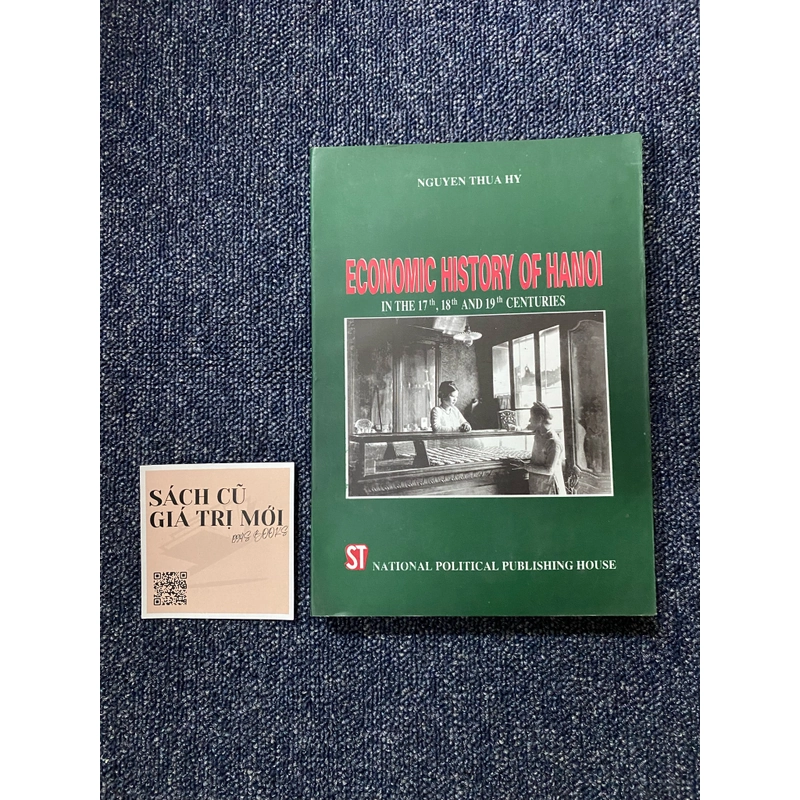 NGUYEN THUA HY
ECONOMIC HISTORY OF HANOI
IN THE 17th, 18th AND 19th CENTURIES
ST NATIONAL POLITICAL PUBLISHING HOUSE
SÁCH CŨ
GIÁ TRỊ MỚI